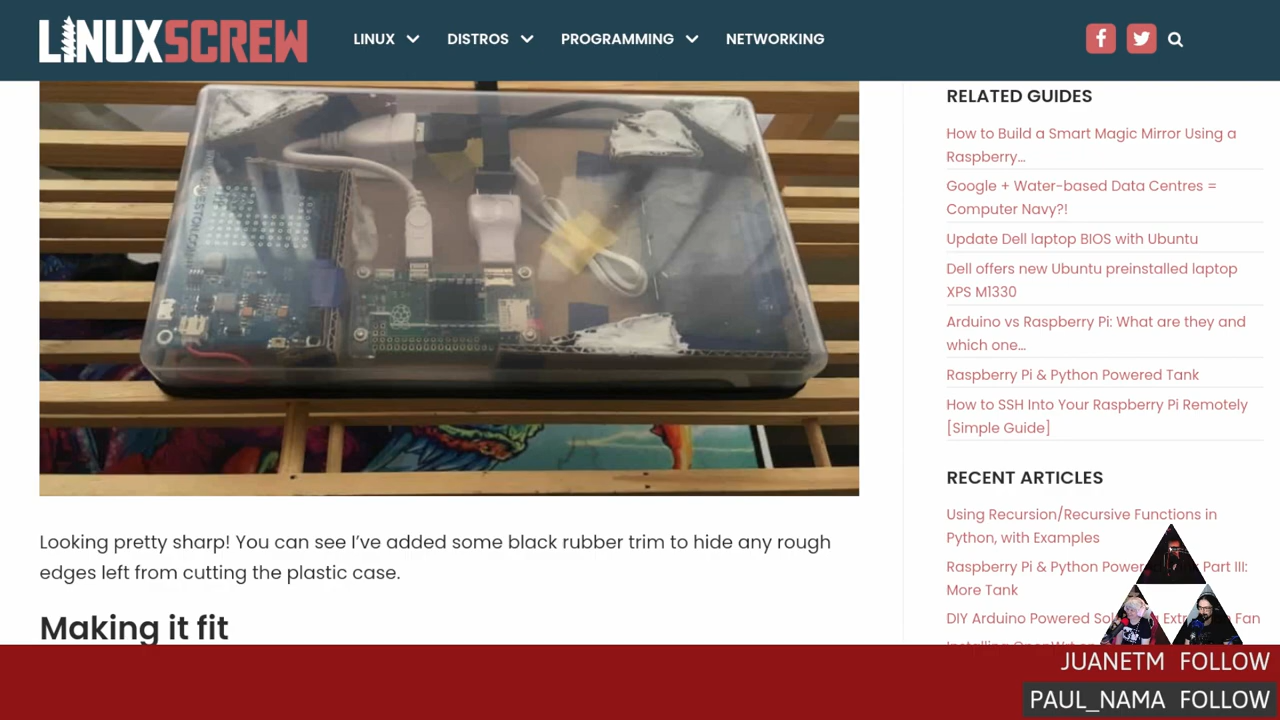 LINUXSCREW
LINUX
DISTROS
PROGRAMMING
NETWORKING
Looking pretty sharp! You can see I've added some black rubber trim to hide any rough
edges left from cutting the plastic case.
Making it fit
RELATED GUIDES
How to Build a Smart Magic Mirror Using a
Raspberry...
Google + Water-based Data Centres =
Computer Navy?!
Update Dell laptop BIOS with Ubuntu
Dell offers new Ubuntu preinstalled laptop
XPS M1330
Arduino vs Raspberry Pi: What are they and
which one...
Raspberry Pi & Python Powered Tank
How to SSH Into Your Raspberry Pi Remotely
[Simple Guide]
RECENT ARTICLES
Using Recursion/Recursive Functions in
Python, with Examples
Raspberry Pi & Python Part III:
More Tank
DIY Arduino Powered Fan
JUANETM FOLLOW
PAUL_NAMA FOLLOW